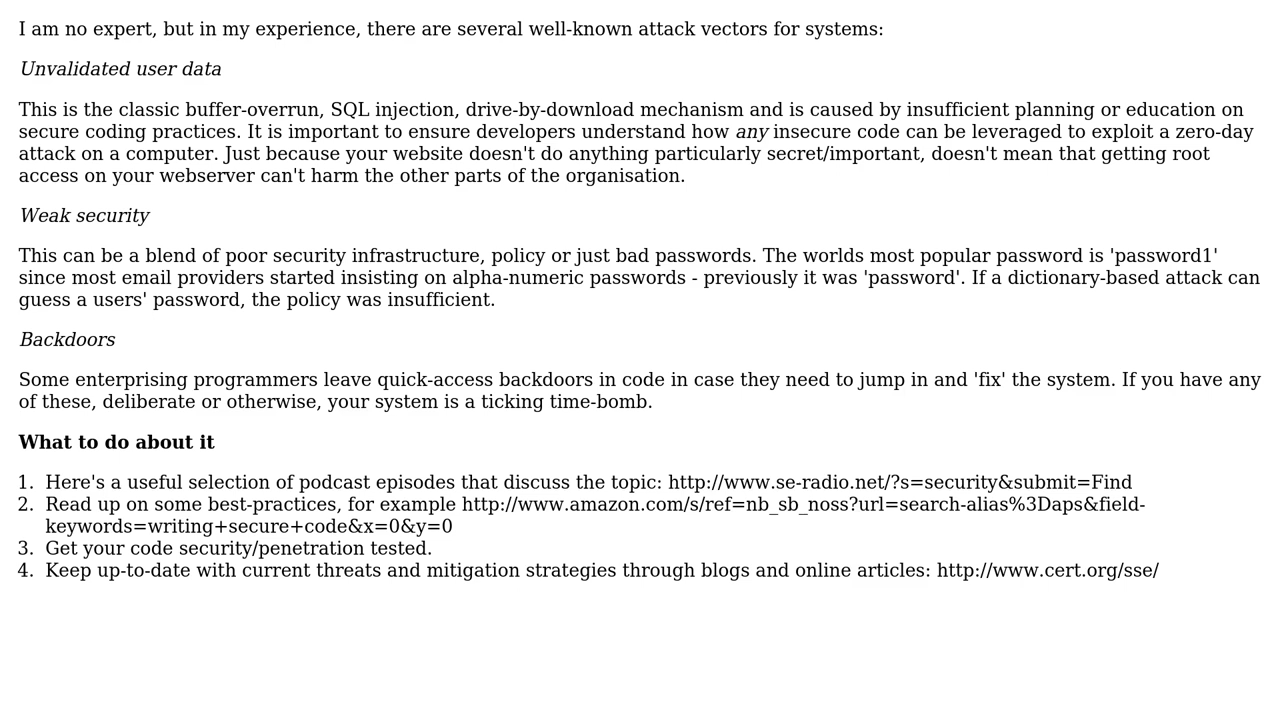 I am no expert, but in my experience, there are several well-known attack vectors for systems:
Unvalidated user data
This is the classic buffer-overrun, SQL injection, drive-by-download mechanism and is caused by insufficient planning or education on
secure coding practices. It is important to ensure developers understand how any insecure code can be leveraged to exploit a zero-day
attack on a computer. Just because your website doesn't do anything particularly secret/important, doesn't mean that getting root
access on your webserver can't harm the other parts of the organisation.
Weak security
This can be a blend of poor security infrastructure, policy or just bad passwords. The worlds most popular password is 'password1'
since most email providers started insisting on alpha-numeric passwords - previously it was 'password'. If a dictionary-based attack can
guess a users' password, the policy was insufficient.
Backdoors
Some enterprising programmers leave quick-access backdoors in code in case they need to jump in and 'fix' the system. If you have any
of these, deliberate or otherwise, your system is a ticking time-bomb.
What to do about it
1. Here's a useful selection of podcast episodes that discuss the topic: http://www.se-radio.net/?s=security&submit=Find
2. Read up on some best-practices, for example http://www.amazon.com/s/ref=nb_sb_noss?url=search-alias%3Daps&field-
keywords=writing+secure+code&x=0&y=0
3. Get your code security/penetration tested.
4. Keep up-to-date with current threats and mitigation strategies through blogs and online articles: http://www.cert.org/sse/